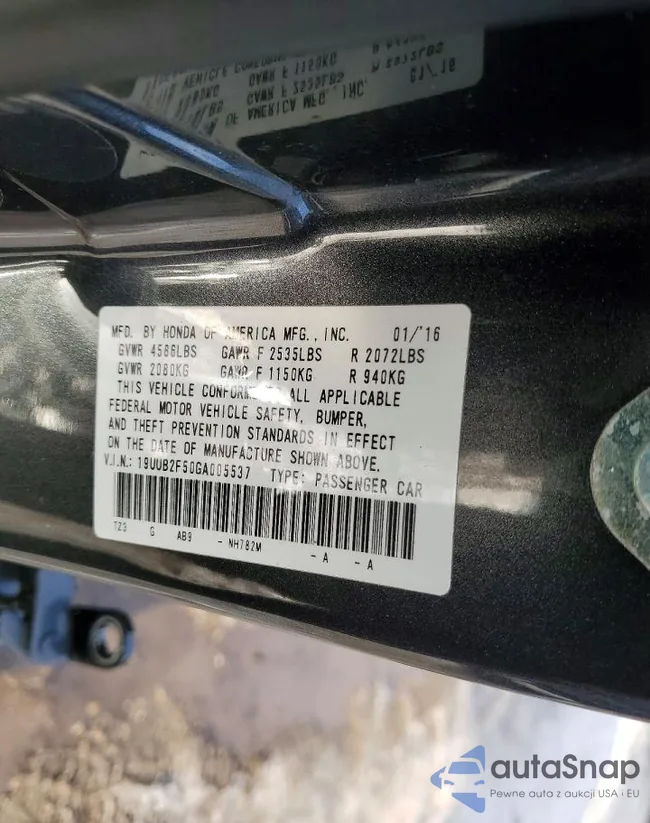 MFD. BY HONDA OF AMERICA MFG., INC. 01/'16
GVWR 4586LBS GAWR F 2535LBS R 2072LBS
GVWR 2080KG GAWR F 1150KG R 940KG
THIS VEHICLE CONFORMS TO ALL APPLICABLE
FEDERAL MOTOR VEHICLE SAFETY, BUMPER,
AND THEFT PREVENTION STANDARDS IN EFFECT
ON THE DATE OF MANUFACTURE SHOWN ABOVE.
V.I.N.: 19UUB2F50GA005537 TYPE: PASSENGER CAR
TZ3 G AB9 - NH782M - A - A
autaSnap
Pewne auta z aukcji USA i EU